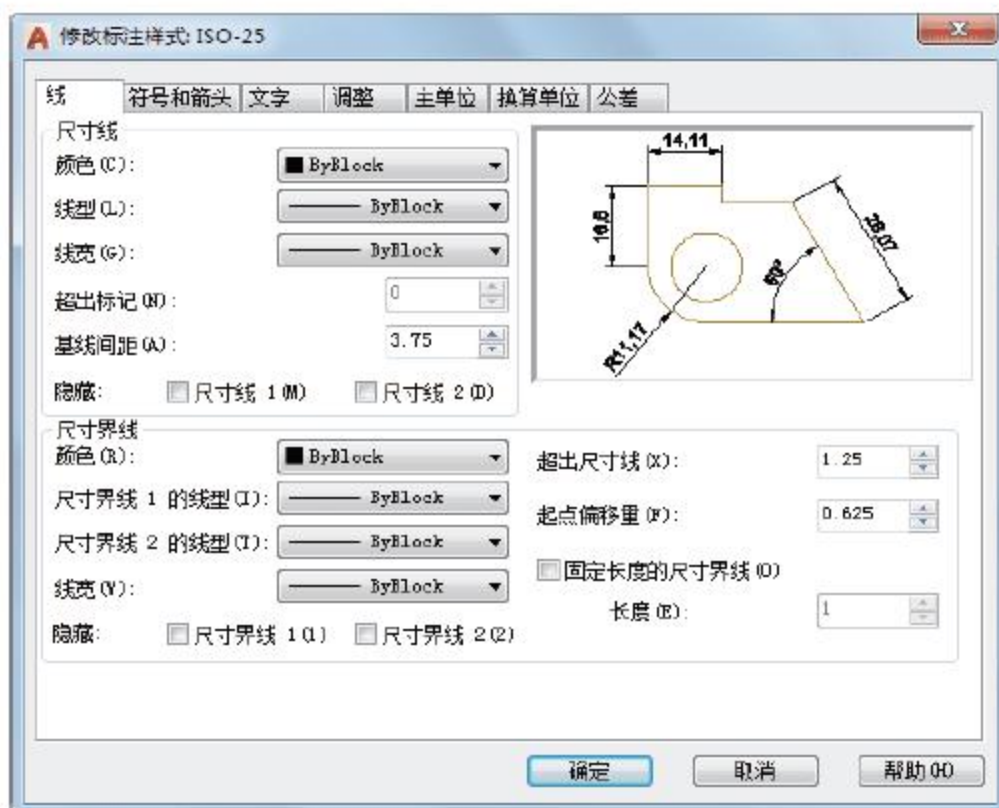 修改标注样式: ISO-25
线 符号和箭头 文字 调整 主单位 换算单位 公差
尺寸线
颜色(C): ByBlock
线型(L): ByBlock
线宽(G): ByBlock
超出标记(N): 0
基线间距(A): 3.75
隐藏: 尺寸线 1(M) 尺寸线 2(D)
14,11
16,6
28,07
60°
R11,17
尺寸界线
颜色(R): ByBlock
尺寸界线 1 的线型(I): ByBlock
尺寸界线 2 的线型(T): ByBlock
线宽(W): ByBlock
隐藏: 尺寸界线 1(1) 尺寸界线 2(2)
超出尺寸线(X): 1.25
起点偏移量(F): 0.625
固定长度的尺寸界线(O)
长度(E): 1
确定 取消 帮助(H)